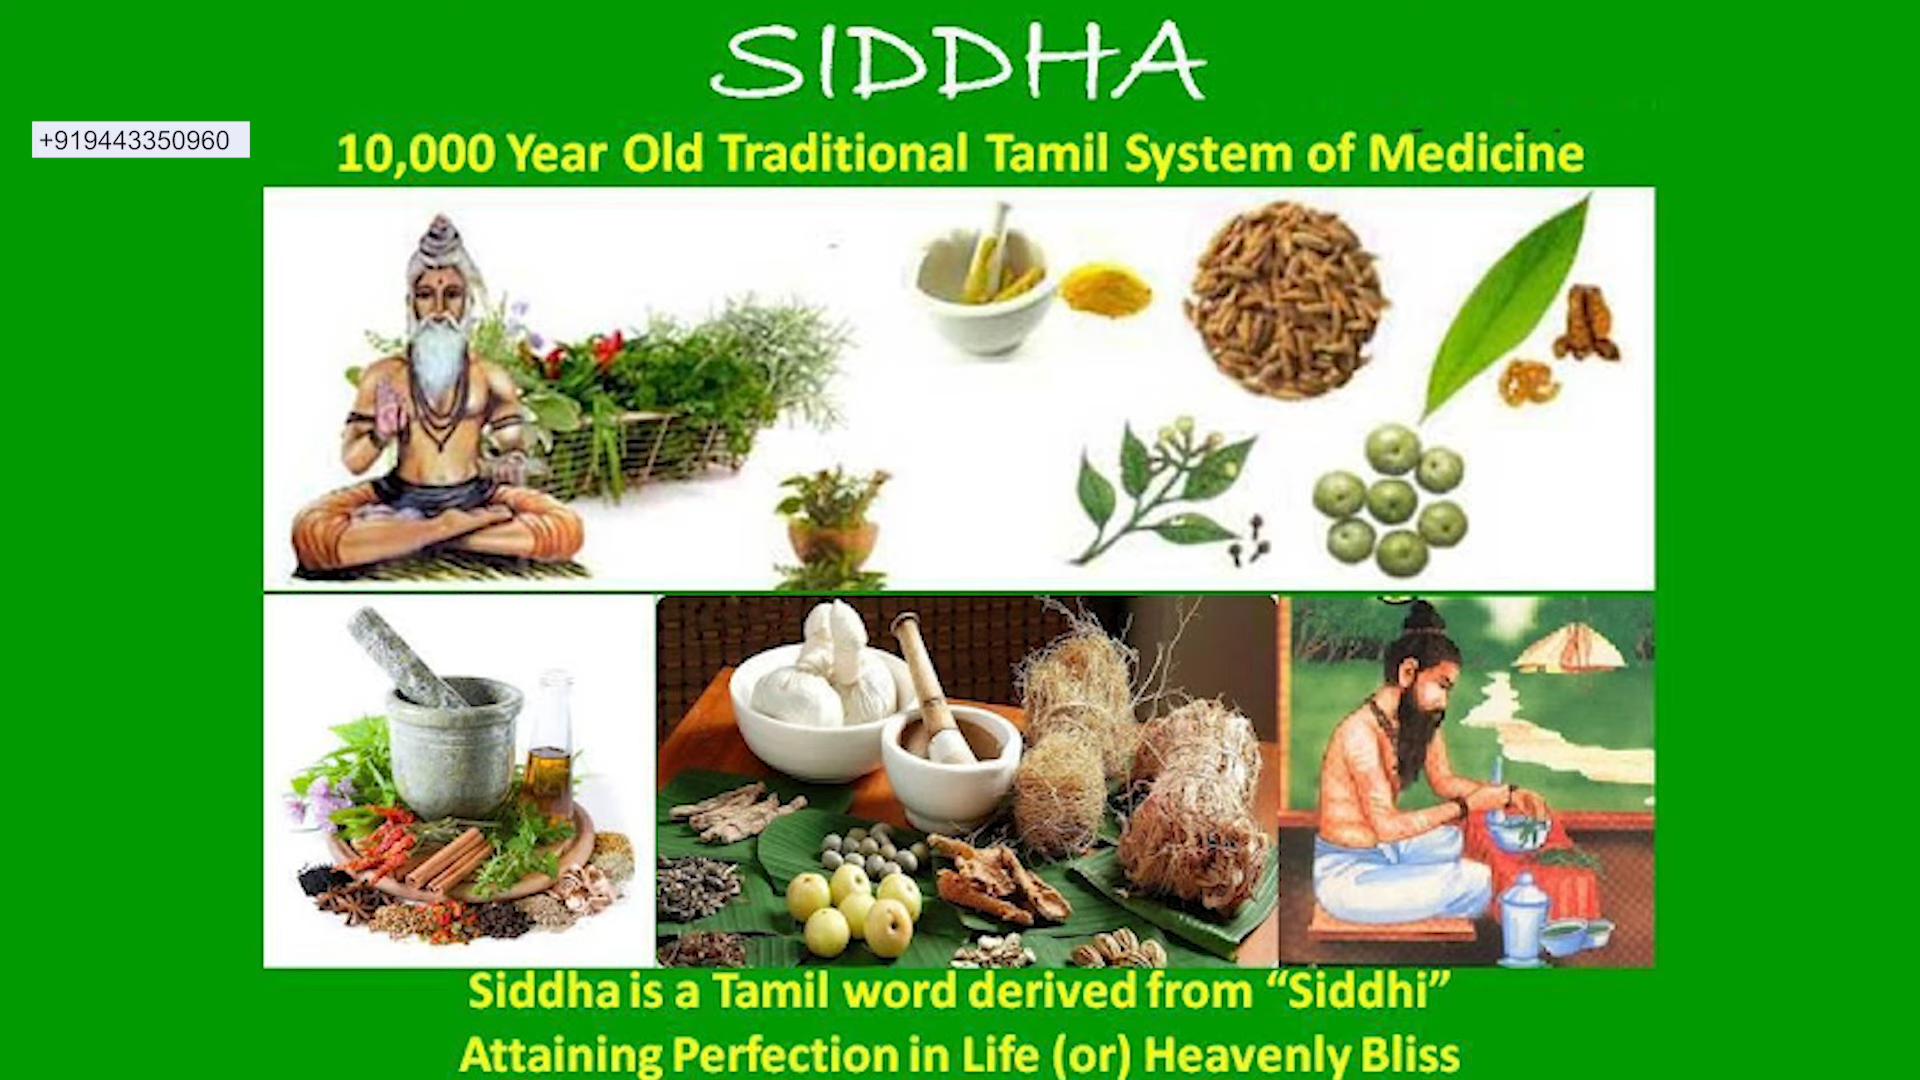 SIDDHA
+919443350960
10,000 Year Old Traditional Tamil System of Medicine
Siddha is a Tamil word derived from “Siddhi”
Attaining Perfection in Life (or) Heavenly Bliss